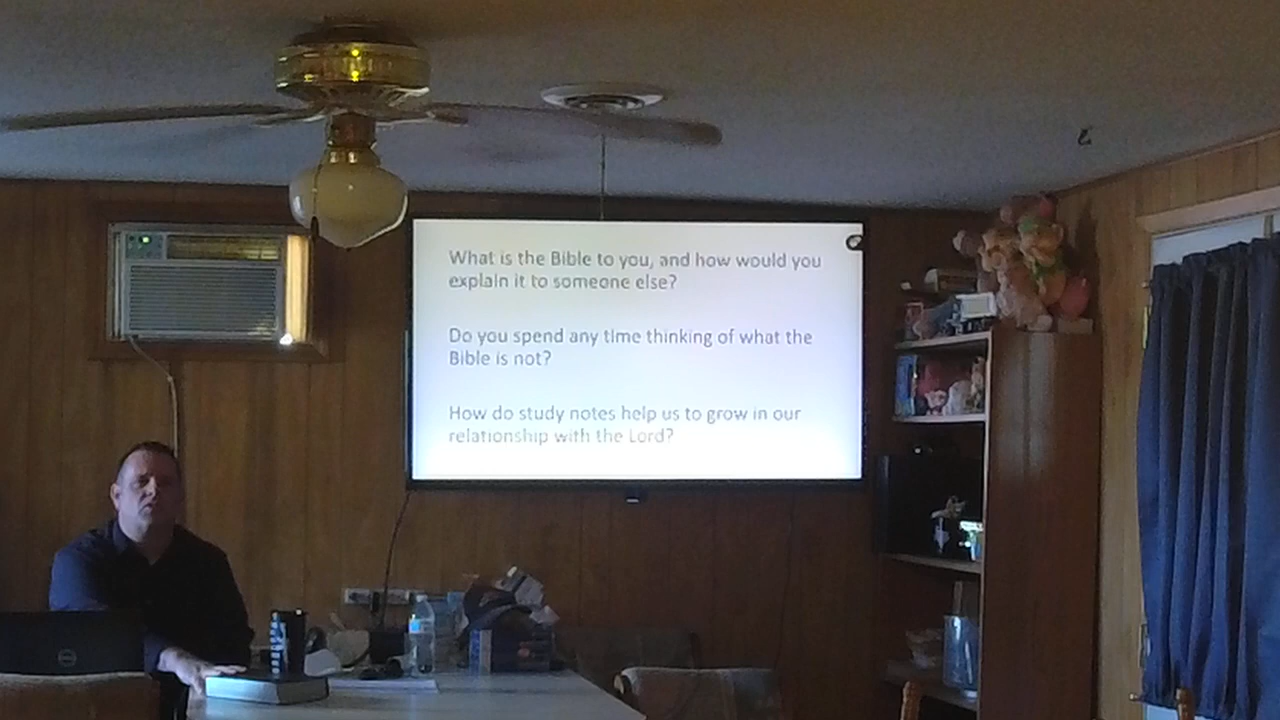 What is the Bible to you, and how would you
explain it to someone else?
Do you spend any time thinking of what the
Bible is not?
How do study notes help us to grow in our
relationship with the Lord?
DELL